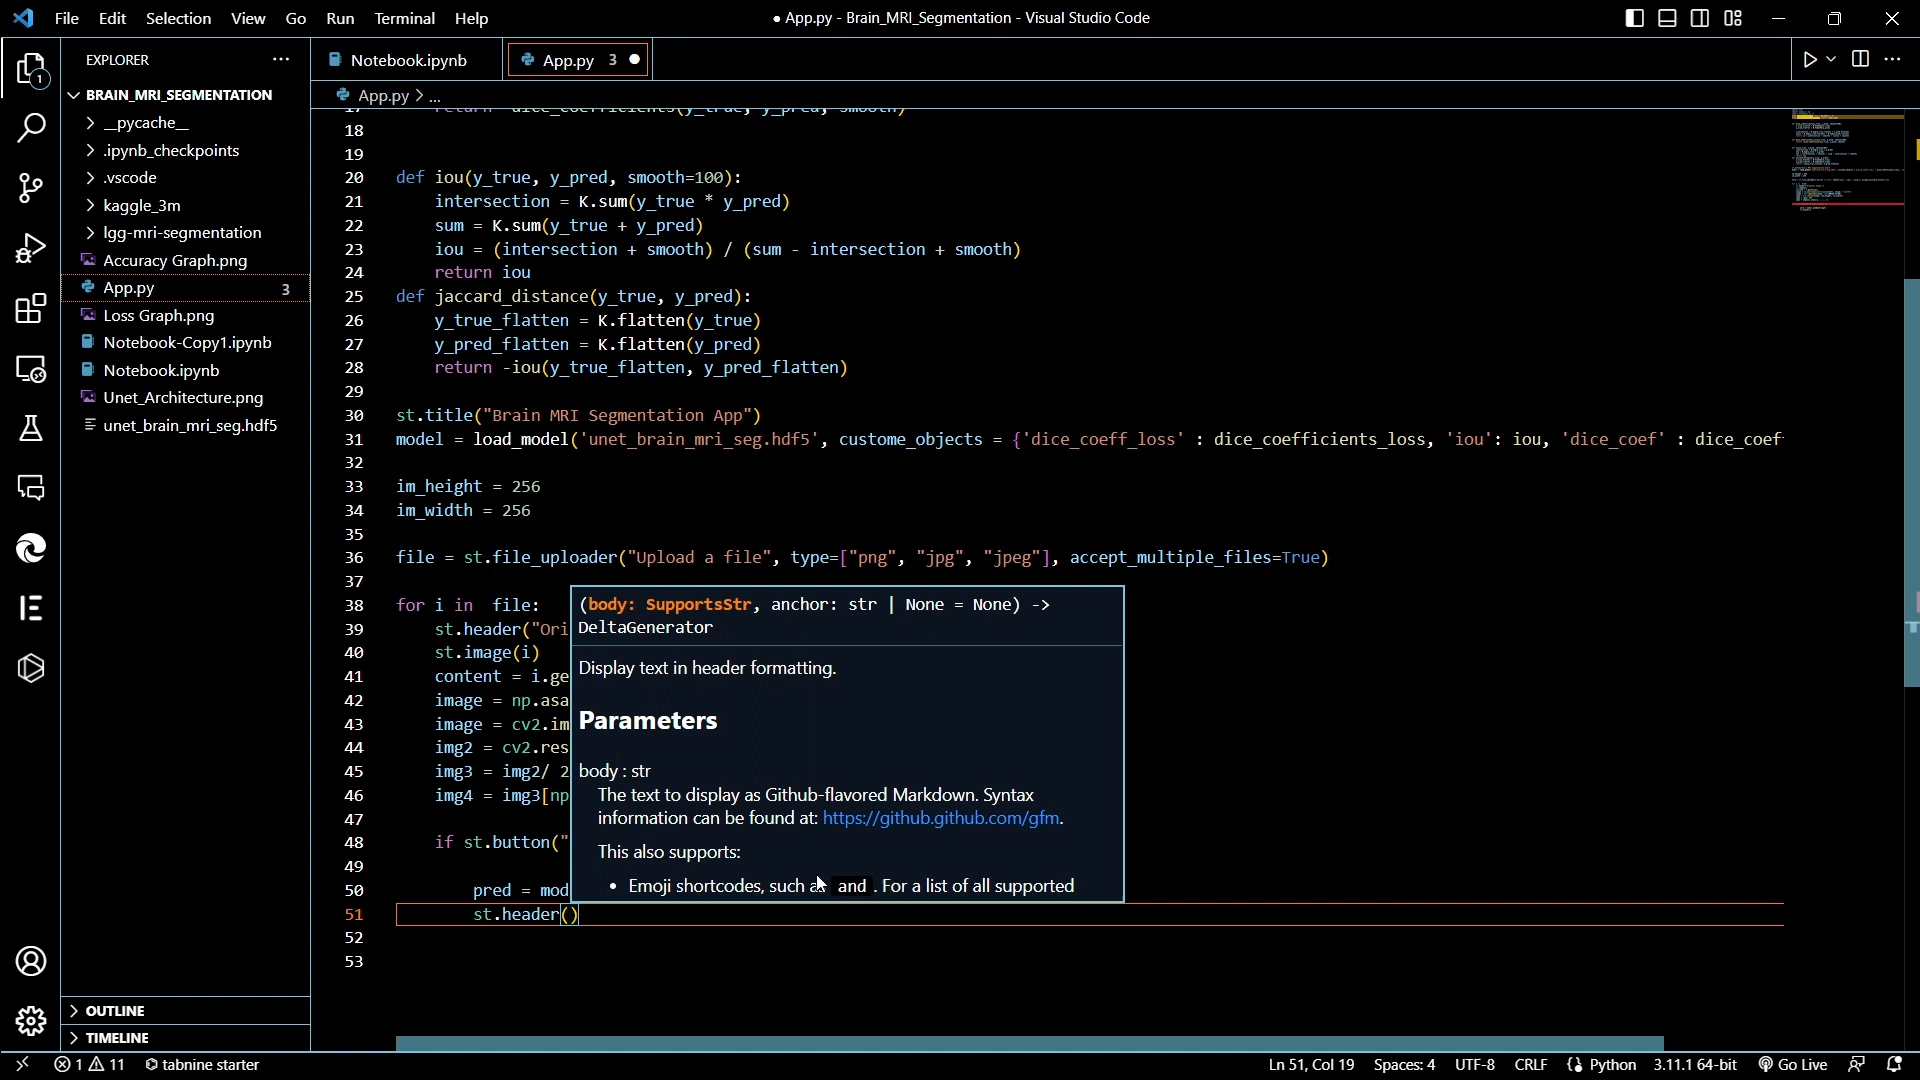 File Edit Selection View Go Run Terminal Help
● App.py - Brain_MRI_Segmentation - Visual Studio Code
EXPLORER ···
Notebook.ipynb
App.py 3
1
BRAIN_MRI_SEGMENTATION
App.py > ...
__pycache__
.ipynb_checkpoints
.vscode
kaggle_3m
lgg-mri-segmentation
Accuracy Graph.png
App.py 3
Loss Graph.png
Notebook-Copy1.ipynb
Notebook.ipynb
Unet_Architecture.png
unet_brain_mri_seg.hdf5
OUTLINE
TIMELINE
17 return dice_coefficients(y_true, y_pred, smooth)
18
19
20 def iou(y_true, y_pred, smooth=100):
21 intersection = K.sum(y_true * y_pred)
22 sum = K.sum(y_true + y_pred)
23 iou = (intersection + smooth) / (sum - intersection + smooth)
24 return iou
25 def jaccard_distance(y_true, y_pred):
26 y_true_flatten = K.flatten(y_true)
27 y_pred_flatten = K.flatten(y_pred)
28 return -iou(y_true_flatten, y_pred_flatten)
29
30 st.title("Brain MRI Segmentation App")
31 model = load_model('unet_brain_mri_seg.hdf5', custome_objects = {'dice_coeff_loss' : dice_coefficients_loss, 'iou': iou, 'dice_coef' : dice_coef
32
33 im_height = 256
34 im_width = 256
35
36 file = st.file_uploader("Upload a file", type=["png", "jpg", "jpeg"], accept_multiple_files=True)
37
38 for i in file:
39 st.header("Ori
40 st.image(i)
41 content = i.ge
42 image = np.asa
43 image = cv2.im
44 img2 = cv2.res
45 img3 = img2/ 2
46 img4 = img3[np
47
48 if st.button("
49
50 pred = mod
51 st.header()
52
53
(body: SupportsStr, anchor: str | None = None) ->
DeltaGenerator
Display text in header formatting.
Parameters
body : str
The text to display as Github-flavored Markdown. Syntax
information can be found at: https://github.github.com/gfm.
This also supports:
• Emoji shortcodes, such as and . For a list of all supported
1 11 tabnine starter
Ln 51, Col 19 Spaces: 4 UTF-8 CRLF Python 3.11.1 64-bit Go Live